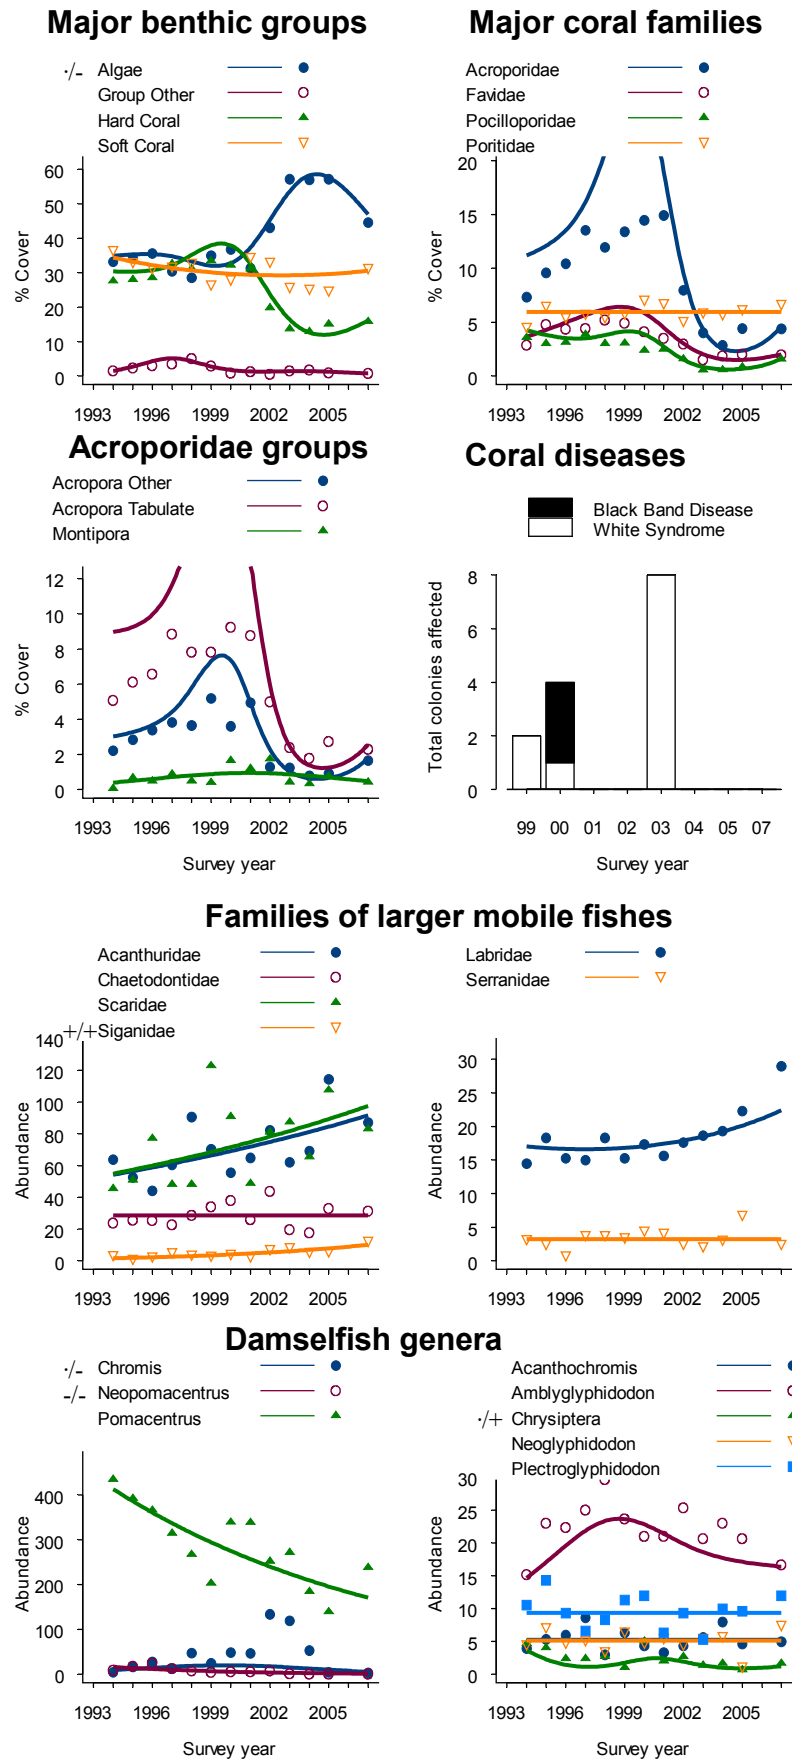 Major benthic groups
·/- Algae
Group Other
Hard Coral
Soft Coral
60
50
40
30
20
10
0
% Cover
1993 1996 1999 2002 2005
Major coral families
Acroporidae
Favidae
Pocilloporidae
Poritidae
20
15
10
5
0
% Cover
1993 1996 1999 2002 2005
Acroporidae groups
Acropora Other
Acropora Tabulate
Montipora
12
10
8
6
4
2
0
% Cover
1993 1996 1999 2002 2005
Survey year
Coral diseases
Black Band Disease
White Syndrome
8
6
4
2
0
Total colonies affected
99 00 01 02 03 04 05 07
Survey year
Families of larger mobile fishes
Acanthuridae
Chaetodontidae
Scaridae
+/+ Siganidae
140
120
100
80
60
40
20
0
Abundance
1993 1996 1999 2002 2005
Labridae
Serranidae
30
25
20
15
10
5
0
Abundance
1993 1996 1999 2002 2005
Damselfish genera
·/- Chromis
-/- Neopomacentrus
Pomacentrus
400
300
200
100
0
Abundance
1993 1996 1999 2002 2005
Survey year
Acanthochromis
Amblyglyphidodon
·/+ Chrysiptera
Neoglyphidodon
Plectroglyphidodon
30
25
20
15
10
5
0
Abundance
1993 1996 1999 2002 2005
Survey year